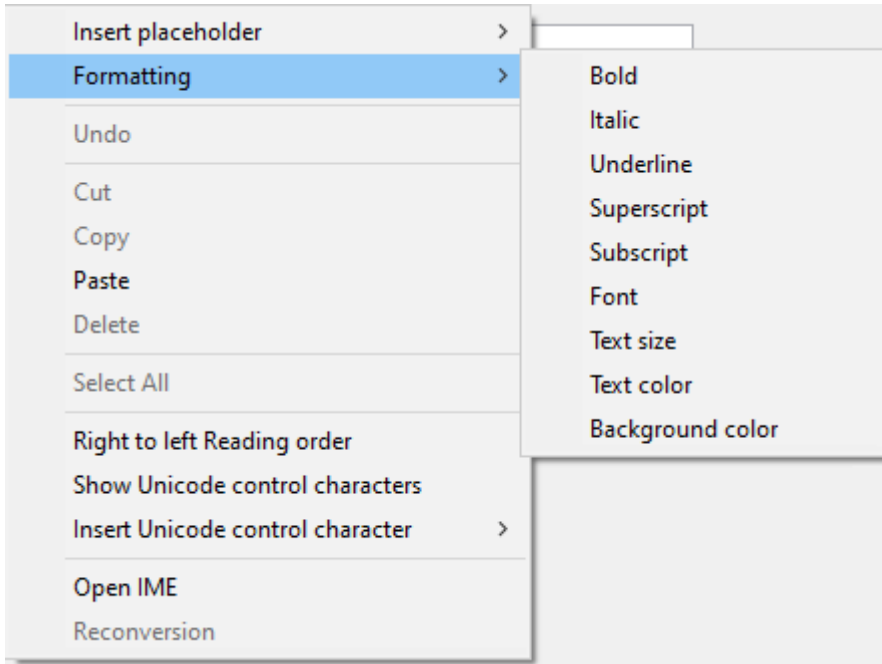 Insert placeholder
Formatting
Undo
Cut
Copy
Paste
Delete
Select All
Right to left Reading order
Show Unicode control characters
Insert Unicode control character
Open IME
Reconversion
Bold
Italic
Underline
Superscript
Subscript
Font
Text size
Text color
Background color